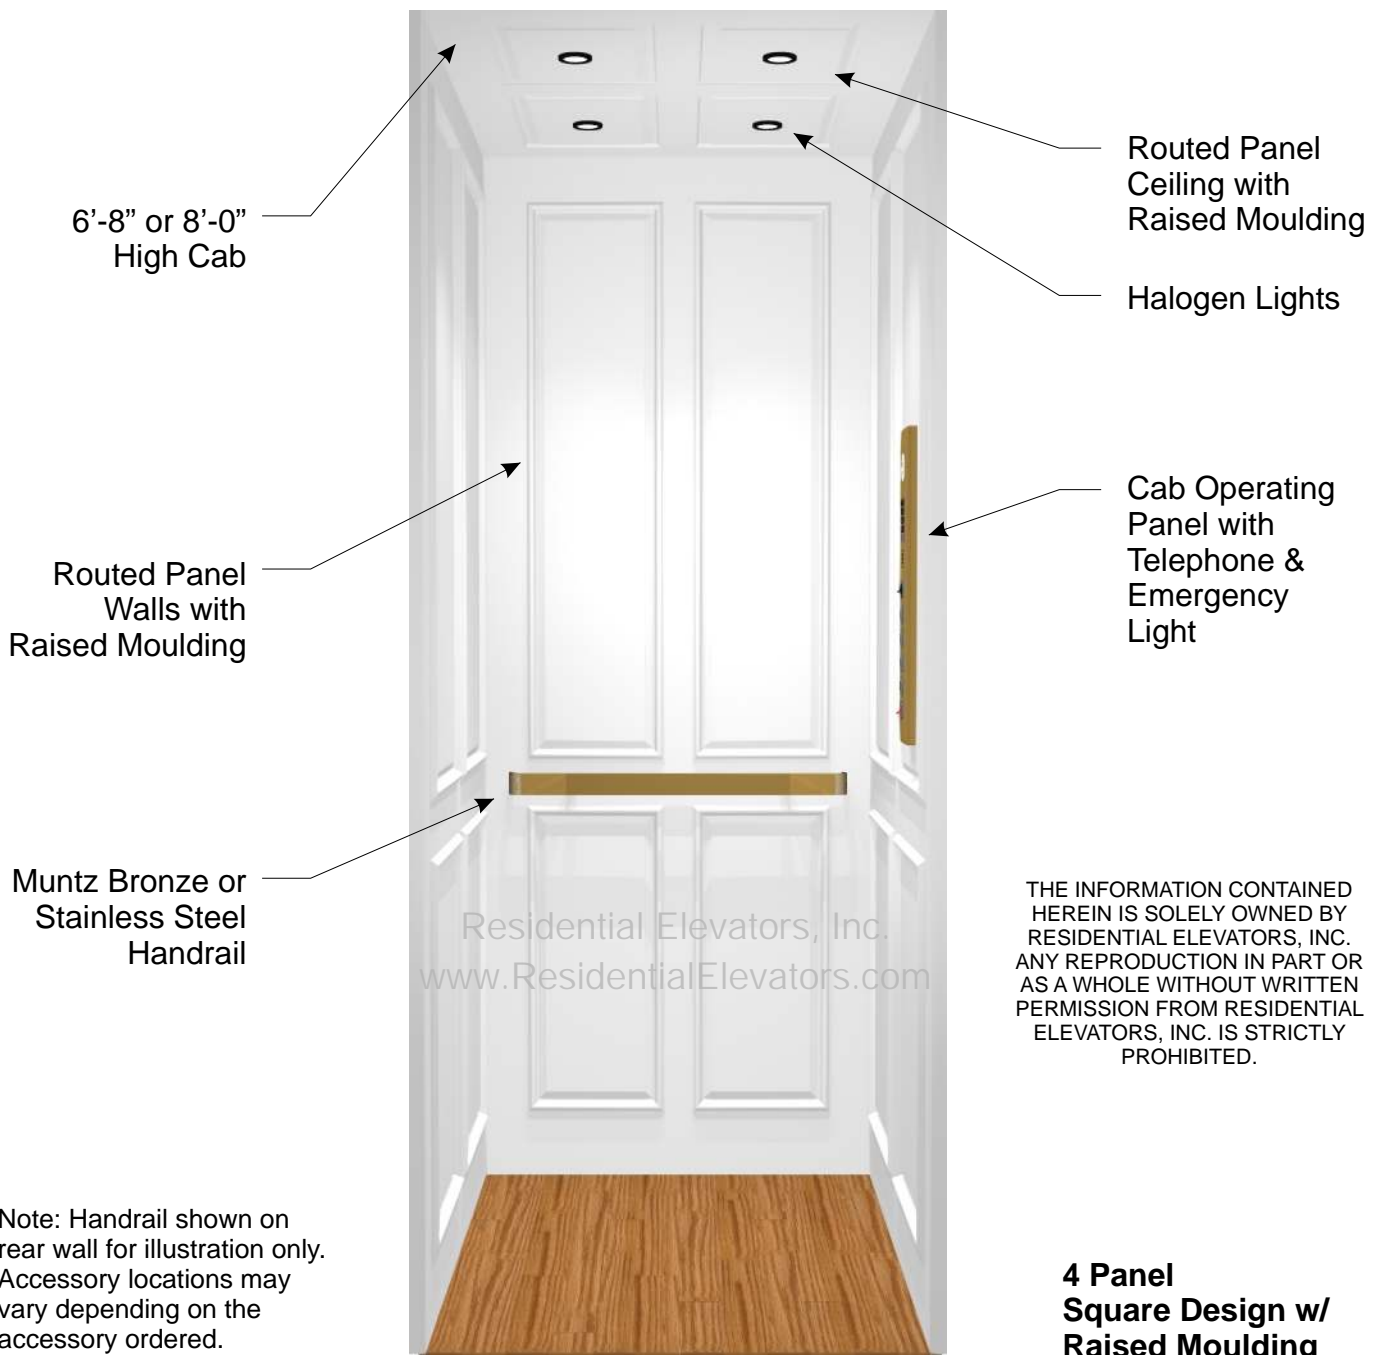 6’-8” or 8’-0”
High Cab
Routed Panel
Ceiling with
Raised Moulding
Halogen Lights
Routed Panel
Walls with
Raised Moulding
Cab Operating
Panel with
Telephone &
Emergency
Light
Muntz Bronze or
Stainless Steel
Handrail
Residential Elevators, Inc.
www.ResidentialElevators.com
THE INFORMATION CONTAINED
HEREIN IS SOLELY OWNED BY
RESIDENTIAL ELEVATORS, INC.
ANY REPRODUCTION IN PART OR
AS A WHOLE WITHOUT WRITTEN
PERMISSION FROM RESIDENTIAL
ELEVATORS, INC. IS STRICTLY
PROHIBITED.
Note: Handrail shown on
rear wall for illustration only.
Accessory locations may
vary depending on the
accessory ordered.
4 Panel
Square Design w/
Raised Moulding